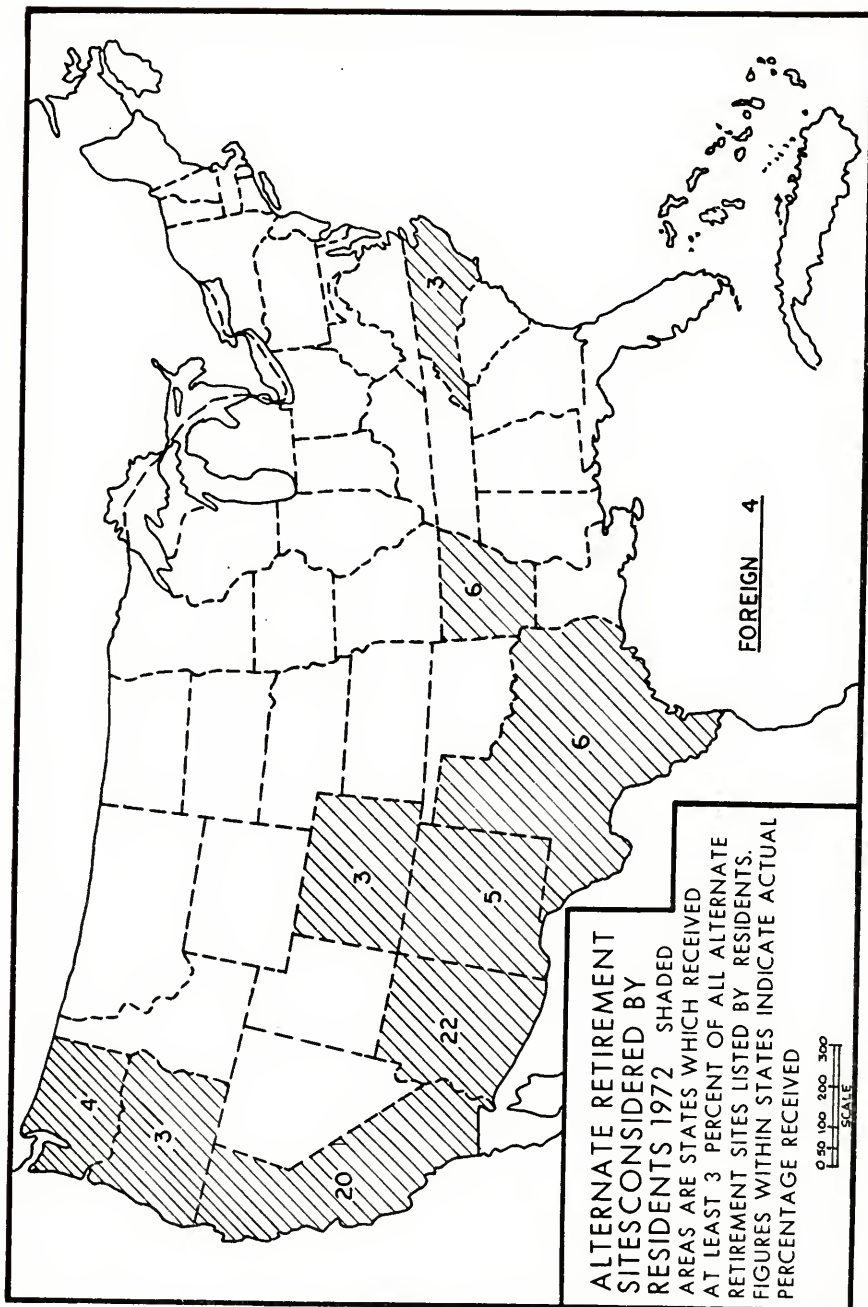 ALTERNATE RETIREMENT
SITESCONSIDERED BY
RESIDENTS 1972 SHADED
AREAS ARE STATES WHICH RECEIVED
AT LEAST 3 PERCENT OF ALL ALTERNATE
RETIREMENT SITES LISTED BY RESIDENTS.
FIGURES WITHIN STATES INDICATE ACTUAL
PERCENTAGE RECEIVED
0 50 100 200 300
SCALE
4
3
20
22
3
5
6
6
3
FOREIGN 4